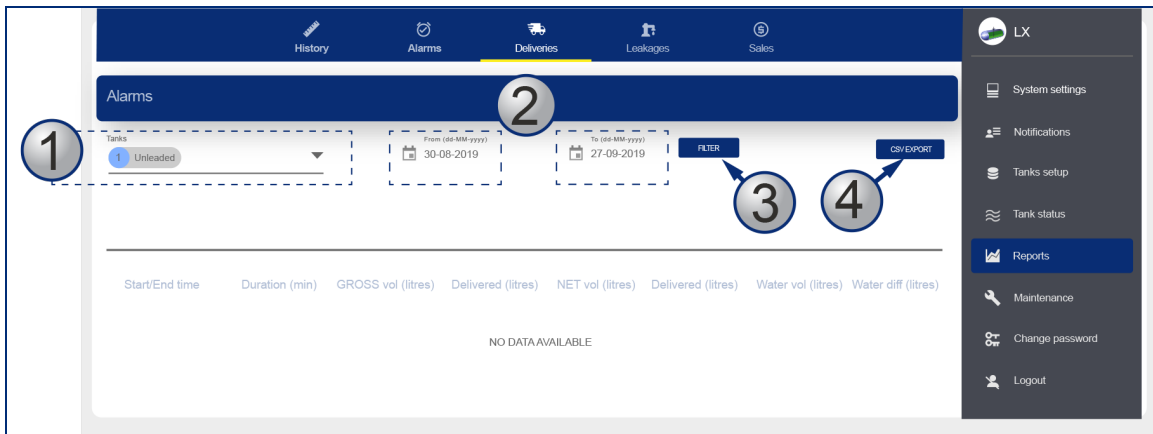 History Alarms Deliveries Leakages Sales
LX
Alarms
2
1
Tanks
1 Unleaded
From (dd-MM-yyyy)
30-08-2019
To (dd-MM-yyyy)
27-09-2019
FILTER
CSV EXPORT
3
4
Start/End time Duration (min) GROSS vol (litres) Delivered (litres) NET vol (litres) Delivered (litres) Water vol (litres) Water diff (litres)
NO DATA AVAILABLE
System settings
Notifications
Tanks setup
Tank status
Reports
Maintenance
Change password
Logout